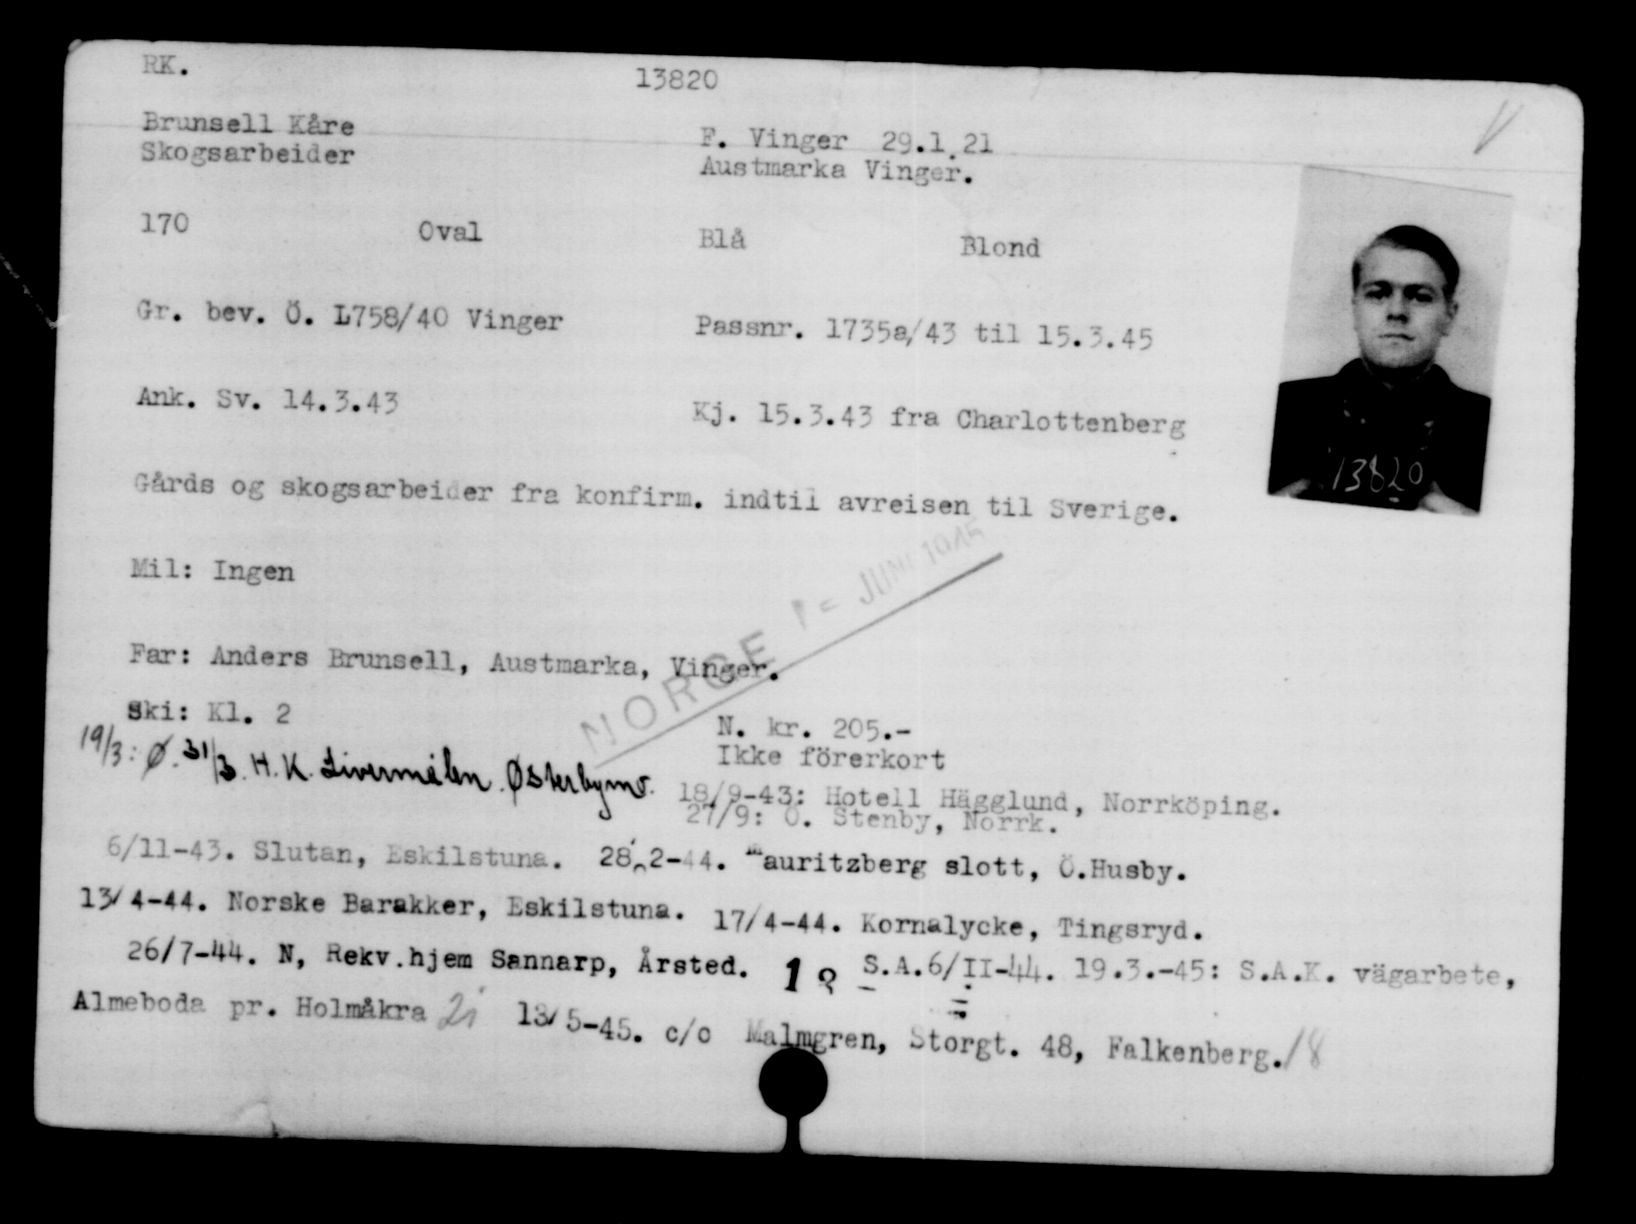 RK. 13820
Brunsell Kåre F. Vinger 29.1.21
Skogsarbeider Austmarka Vinger.
170 Oval Blå Blond
Gr. bev. Ö. L758/40 Vinger Passnr. 1735a/43 til 15.3.45
Ank. Sv. 14.3.43 Kj. 15.3.43 fra Charlottenberg
13820
Gårds og skogsarbeider fra konfirm. indtil avreisen til Sverige.
Mil: Ingen
NORGE JUNI 1945
Far: Anders Brunsell, Austmarka, Vinger.
Ski: Kl. 2 N. kr. 205.-
Ikke förerkort
19/3: Ø. 31/3. H.K. Österbymo.
18/9-43: Hotell Hägglund, Norrköping.
27/9: Ö. Stenby, Norrk.
6/11-43. Slutan, Eskilstuna. 28/2-44. Mauritzberg slott, Ö.Husby.
13/4-44. Norske Barakker, Eskilstuna. 17/4-44. Kornalycke, Tingsryd.
26/7-44. N, Rekv.hjem Sannarp, Årsted. S.A.6/II-44. 19.3.-45: S.A.K. vägarbete,
Almeboda pr. Holmåkra 13/5-45. c/o Malmgren, Storgt. 48, Falkenberg.